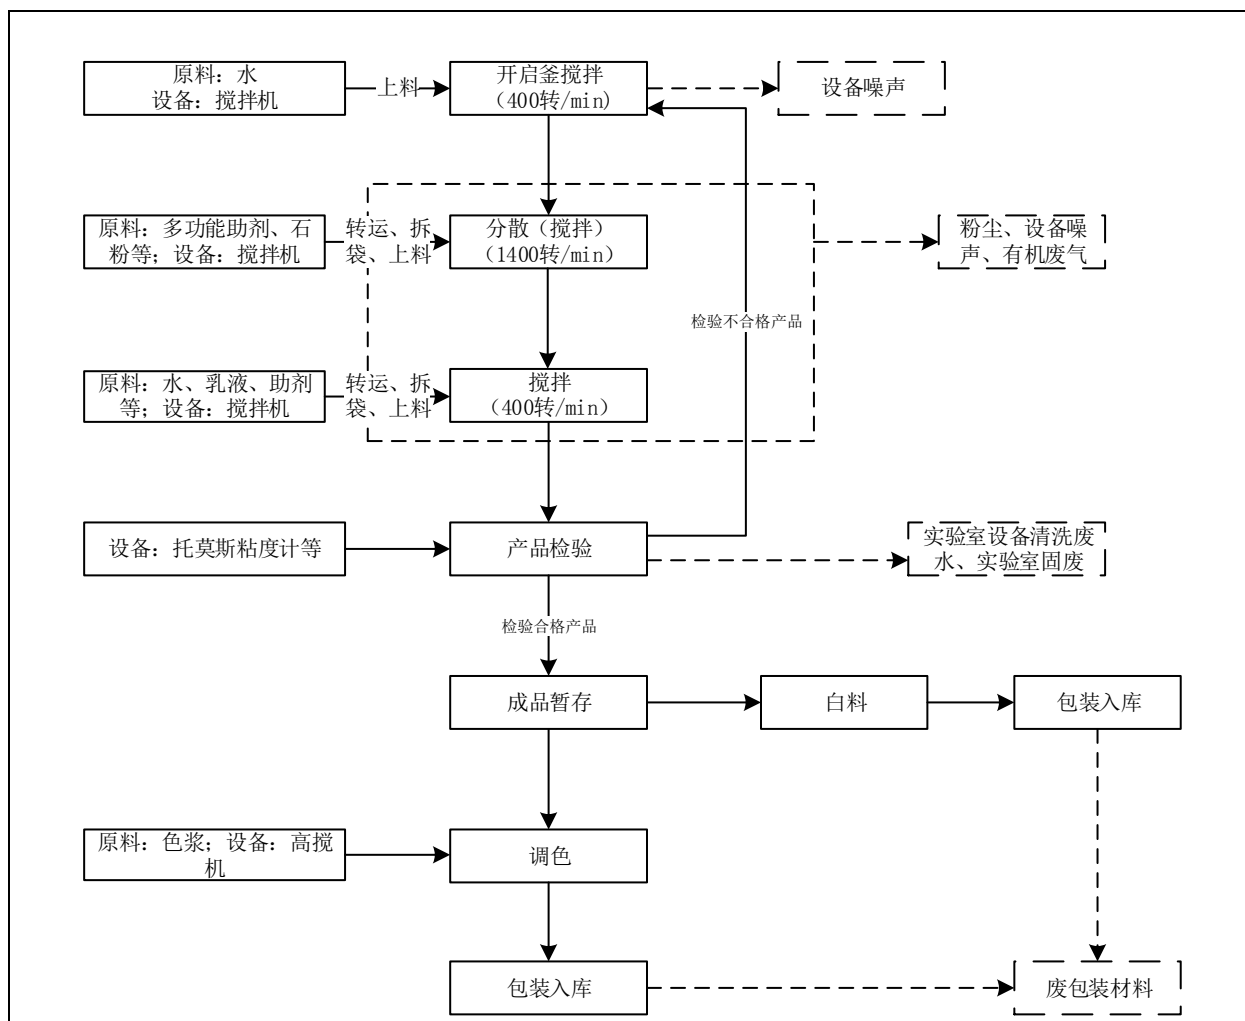 原料：水
设备：搅拌机
上料
开启釜搅拌
（400转/min）
设备噪声
原料：多功能助剂、石
粉等；设备：搅拌机
转运、拆
袋、上料
分散（搅拌）
（1400转/min）
粉尘、设备噪
声、有机废气
检验不合格产品
原料：水、乳液、助剂
等；设备：搅拌机
转运、拆
袋、上料
搅拌
（400转/min）
设备：托莫斯粘度计等
产品检验
实验室设备清洗废
水、实验室固废
检验合格产品
成品暂存
白料
包装入库
原料：色浆；设备：高搅
机
调色
包装入库
废包装材料